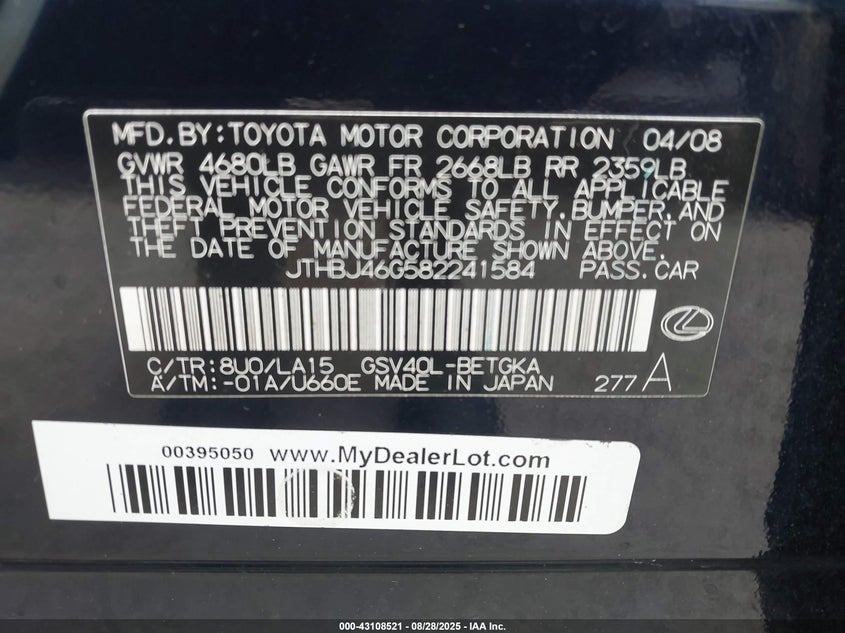 MFD.BY:TOYOTA MOTOR CORPORATION 04/08
GVWR 4680LB GAWR FR 2668LB RR 2359LB
THIS VEHICLE CONFORMS TO ALL APPLICABLE
FEDERAL MOTOR VEHICLE SAFETY,BUMPER,AND
THEFT PREVENTION STANDARDS IN EFFECT ON
THE DATE OF MANUFACTURE SHOWN ABOVE.
JTHBJ46G582241584 PASS.CAR
C/TR:8U0/LA15 GSV40L-BETGKA
A/TM:-01A/U660E MADE IN JAPAN 277 A
00395050 www.MyDealerLot.com
000-43108521 | 08/28/2025 | IAA Inc.